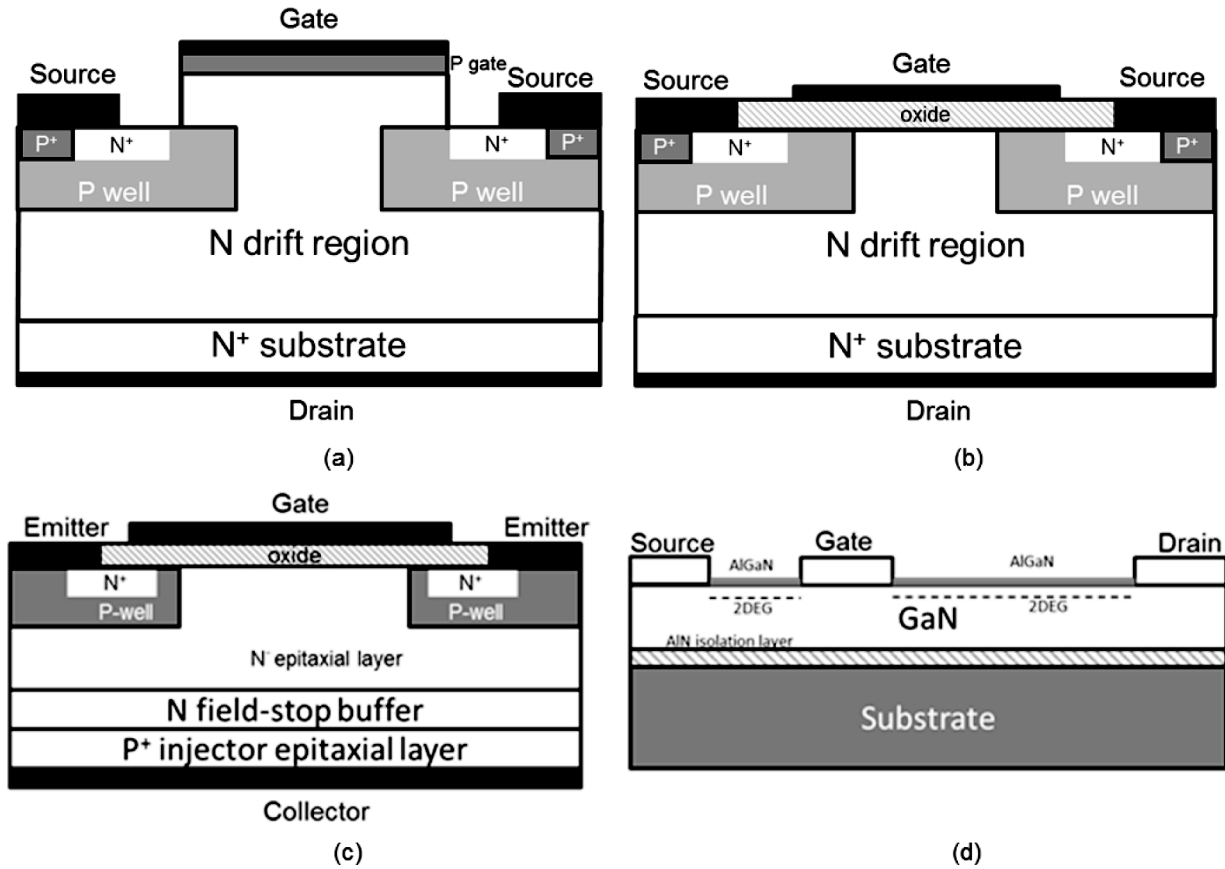 Gate
P gate
Source
Source
P⁺
N⁺
N⁺
P⁺
P well
P well
N drift region
N⁺ substrate
Drain
(a)
Gate
Source
Source
oxide
P⁺
N⁺
N⁺
P⁺
P well
P well
N drift region
N⁺ substrate
Drain
(b)
Gate
Emitter
Emitter
oxide
N⁺
N⁺
P-well
P-well
N⁻ epitaxial layer
N field-stop buffer
P⁺ injector epitaxial layer
Collector
(c)
Source
Gate
Drain
AlGaN
AlGaN
2DEG
2DEG
GaN
AlN isolation layer
Substrate
(d)